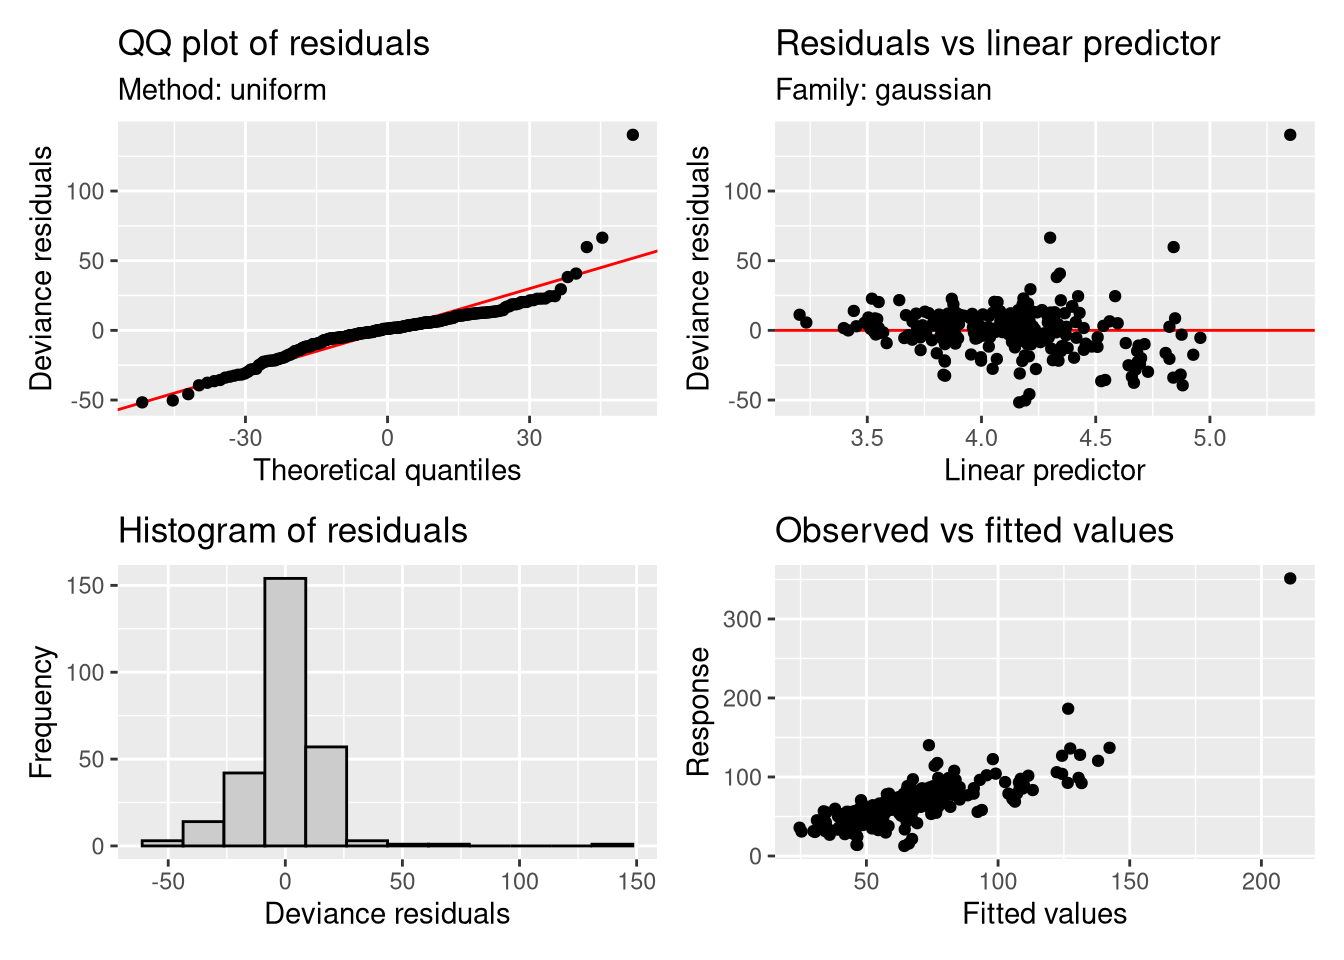 QQ plot of residuals
Method: uniform
Deviance residuals
100
50
0
-50
-30
0
30
Theoretical quantiles
Residuals vs linear predictor
Family: gaussian
Deviance residuals
100
50
0
-50
3.5
4.0
4.5
5.0
Linear predictor
Histogram of residuals
Frequency
150
100
50
0
-50
0
50
100
150
Deviance residuals
Observed vs fitted values
Response
300
200
100
0
50
100
150
200
Fitted values